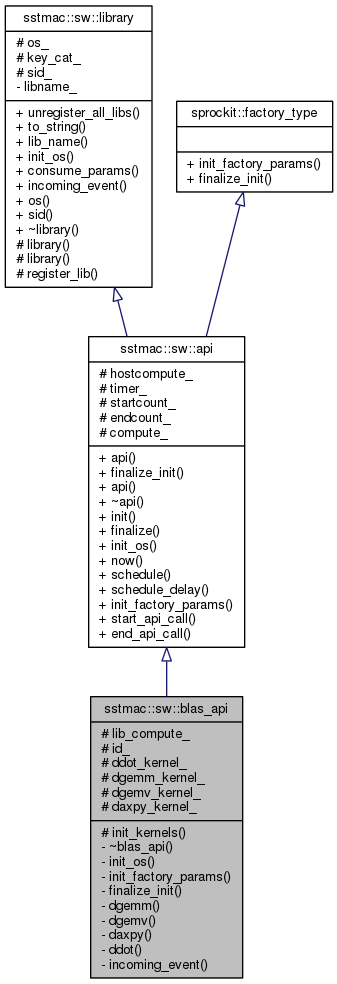 sstmac::sw::library
# os_
# key_cat_
# sid_
- libname_
+ unregister_all_libs()
+ to_string()
+ lib_name()
+ init_os()
+ consume_params()
+ incoming_event()
+ os()
+ sid()
+ ~library()
# library()
# library()
# register_lib()
sprockit::factory_type
+ init_factory_params()
+ finalize_init()
sstmac::sw::api
# hostcompute_
# timer_
# startcount_
# endcount_
# compute_
+ api()
+ finalize_init()
+ api()
+ ~api()
+ init()
+ finalize()
+ init_os()
+ now()
+ schedule()
+ schedule_delay()
+ init_factory_params()
+ start_api_call()
+ end_api_call()
sstmac::sw::blas_api
# lib_compute_
# id_
# ddot_kernel_
# dgemm_kernel_
# dgemv_kernel_
# daxpy_kernel_
# init_kernels()
- ~blas_api()
- init_os()
- init_factory_params()
- finalize_init()
- dgemm()
- dgemv()
- daxpy()
- ddot()
- incoming_event()